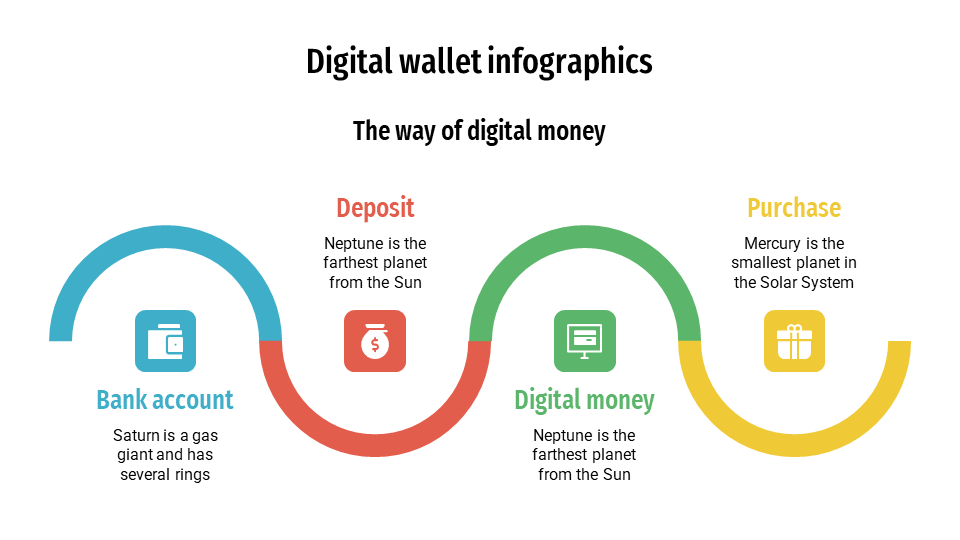 Digital wallet infographics
The way of digital money
Deposit
Neptune is the
farthest planet
from the Sun
Purchase
Mercury is the
smallest planet in
the Solar System
$
Bank account
Saturn is a gas
giant and has
several rings
Digital money
Neptune is the
farthest planet
from the Sun